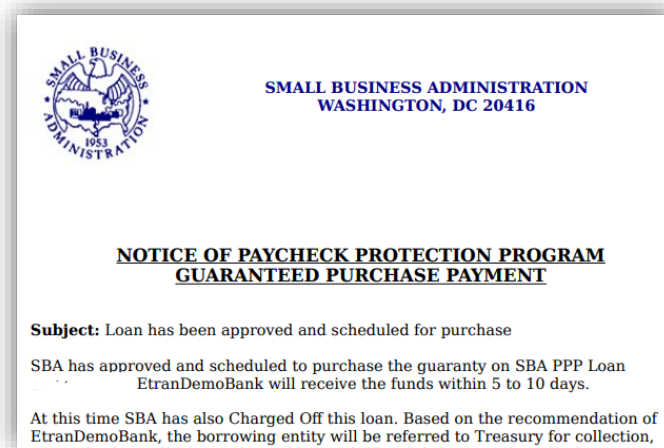 SMALL BUSINESS
ADMINISTRATION
1953
SMALL BUSINESS ADMINISTRATION
WASHINGTON, DC 20416
NOTICE OF PAYCHECK PROTECTION PROGRAM
GUARANTEED PURCHASE PAYMENT
Subject: Loan has been approved and scheduled for purchase
SBA has approved and scheduled to purchase the guaranty on SBA PPP Loan
EtranDemoBank will receive the funds within 5 to 10 days.
At this time SBA has also Charged Off this loan. Based on the recommendation of
EtranDemoBank, the borrowing entity will be referred to Treasury for collection,